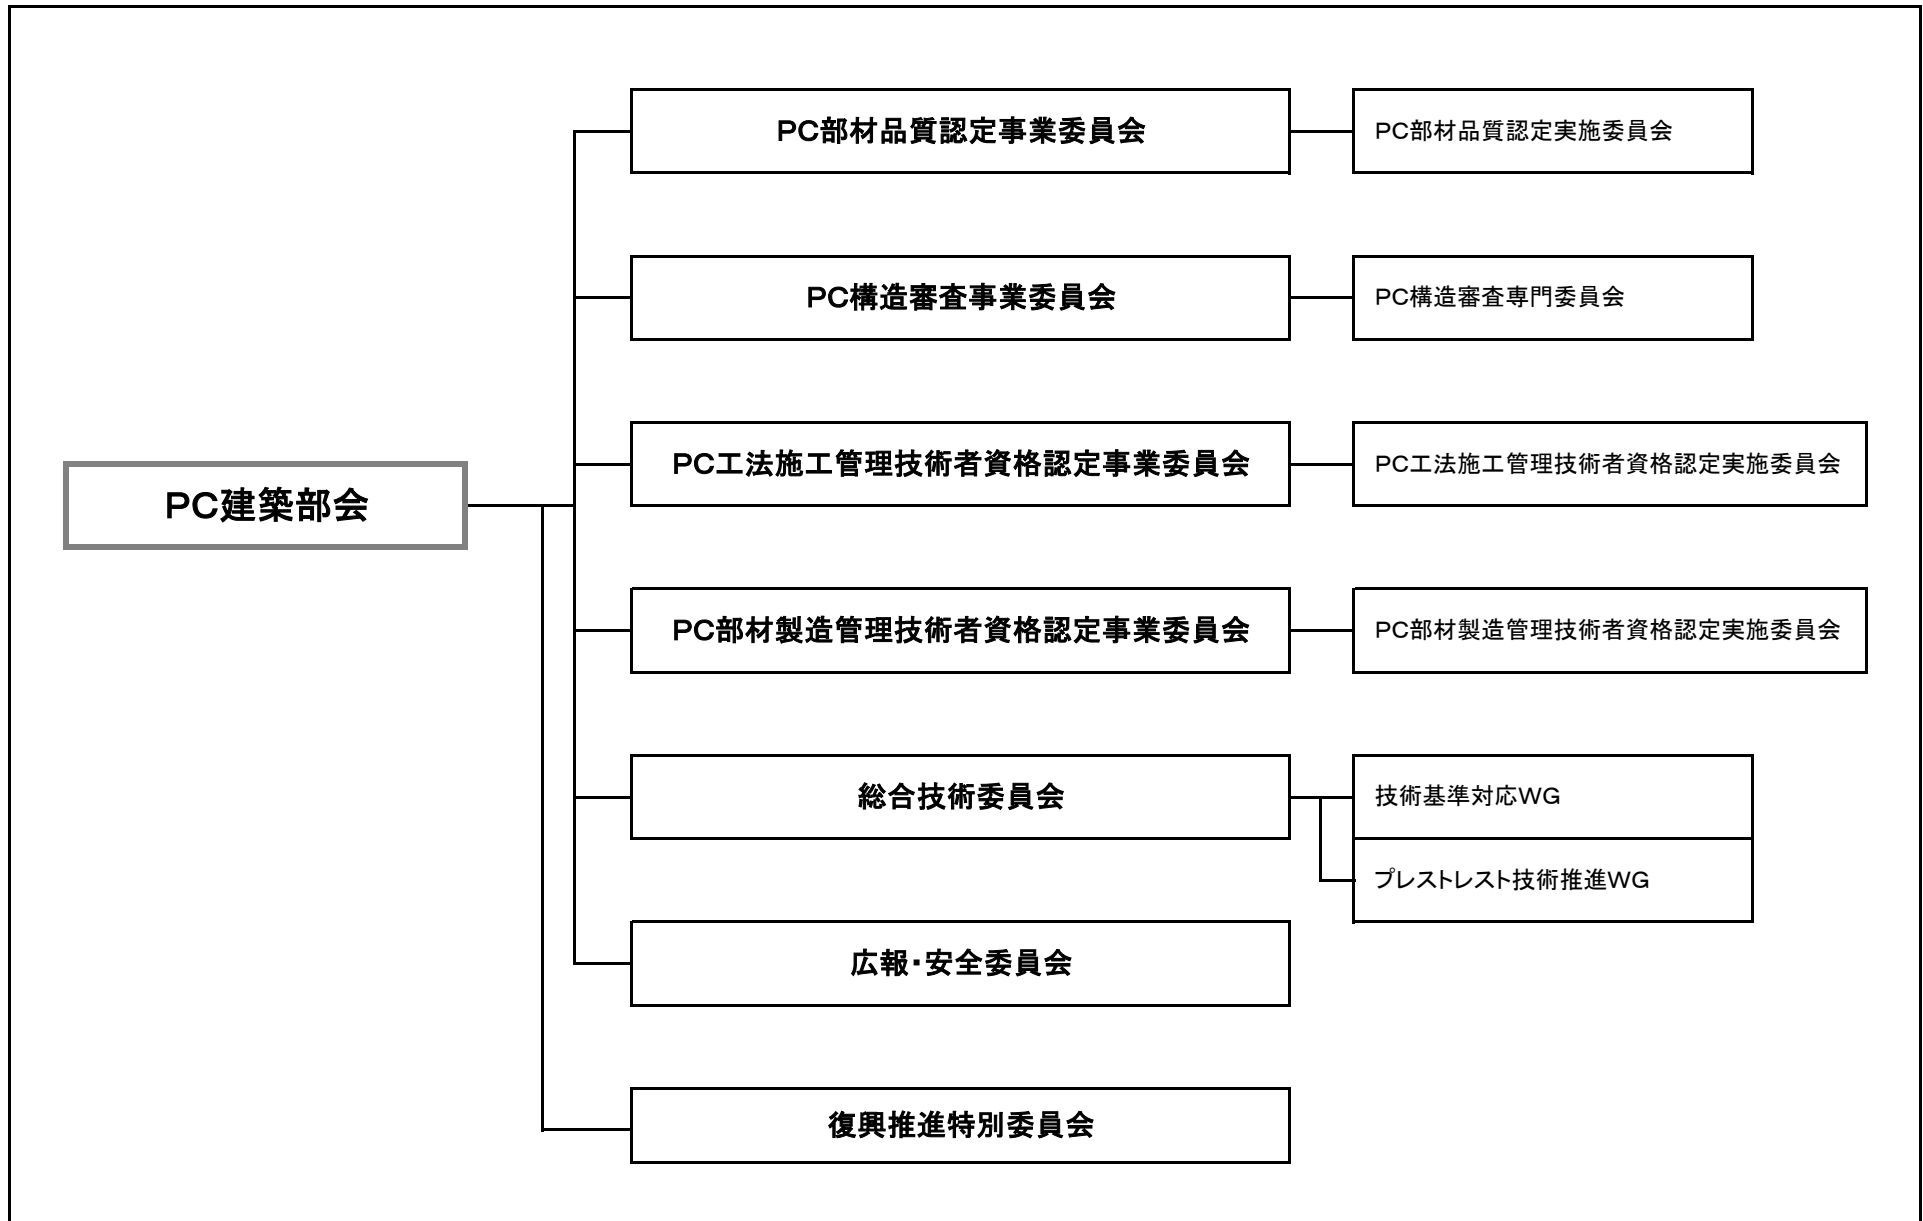 PC部材品質認定事業委員会
PC部材品質認定実施委員会
PC構造審査事業委員会
PC構造審査専門委員会
PC工法施工管理技術者資格認定事業委員会
PC工法施工管理技術者資格認定実施委員会
PC建築部会
PC部材製造管理技術者資格認定事業委員会
PC部材製造管理技術者資格認定実施委員会
総合技術委員会
技術基準対応WG
プレストレスト技術推進WG
広報・安全委員会
復興推進特別委員会